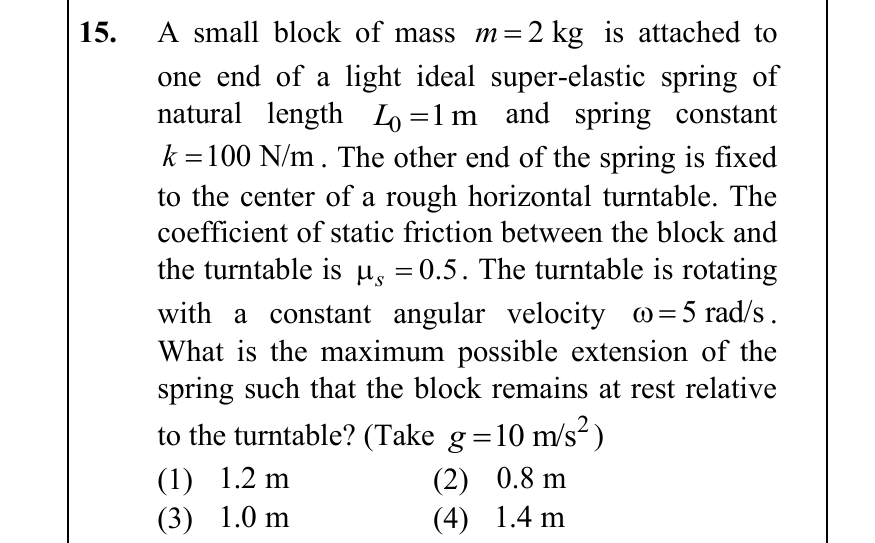 15. A small block of mass m = 2 kg is attached to
one end of a light ideal super-elastic spring of
natural length L₀ = 1 m and spring constant
k = 100 N/m . The other end of the spring is fixed
to the center of a rough horizontal turntable. The
coefficient of static friction between the block and
the turntable is μₛ = 0.5. The turntable is rotating
with a constant angular velocity ω = 5 rad/s .
What is the maximum possible extension of the
spring such that the block remains at rest relative
to the turntable? (Take g = 10 m/s²)
(1) 1.2 m (2) 0.8 m
(3) 1.0 m (4) 1.4 m